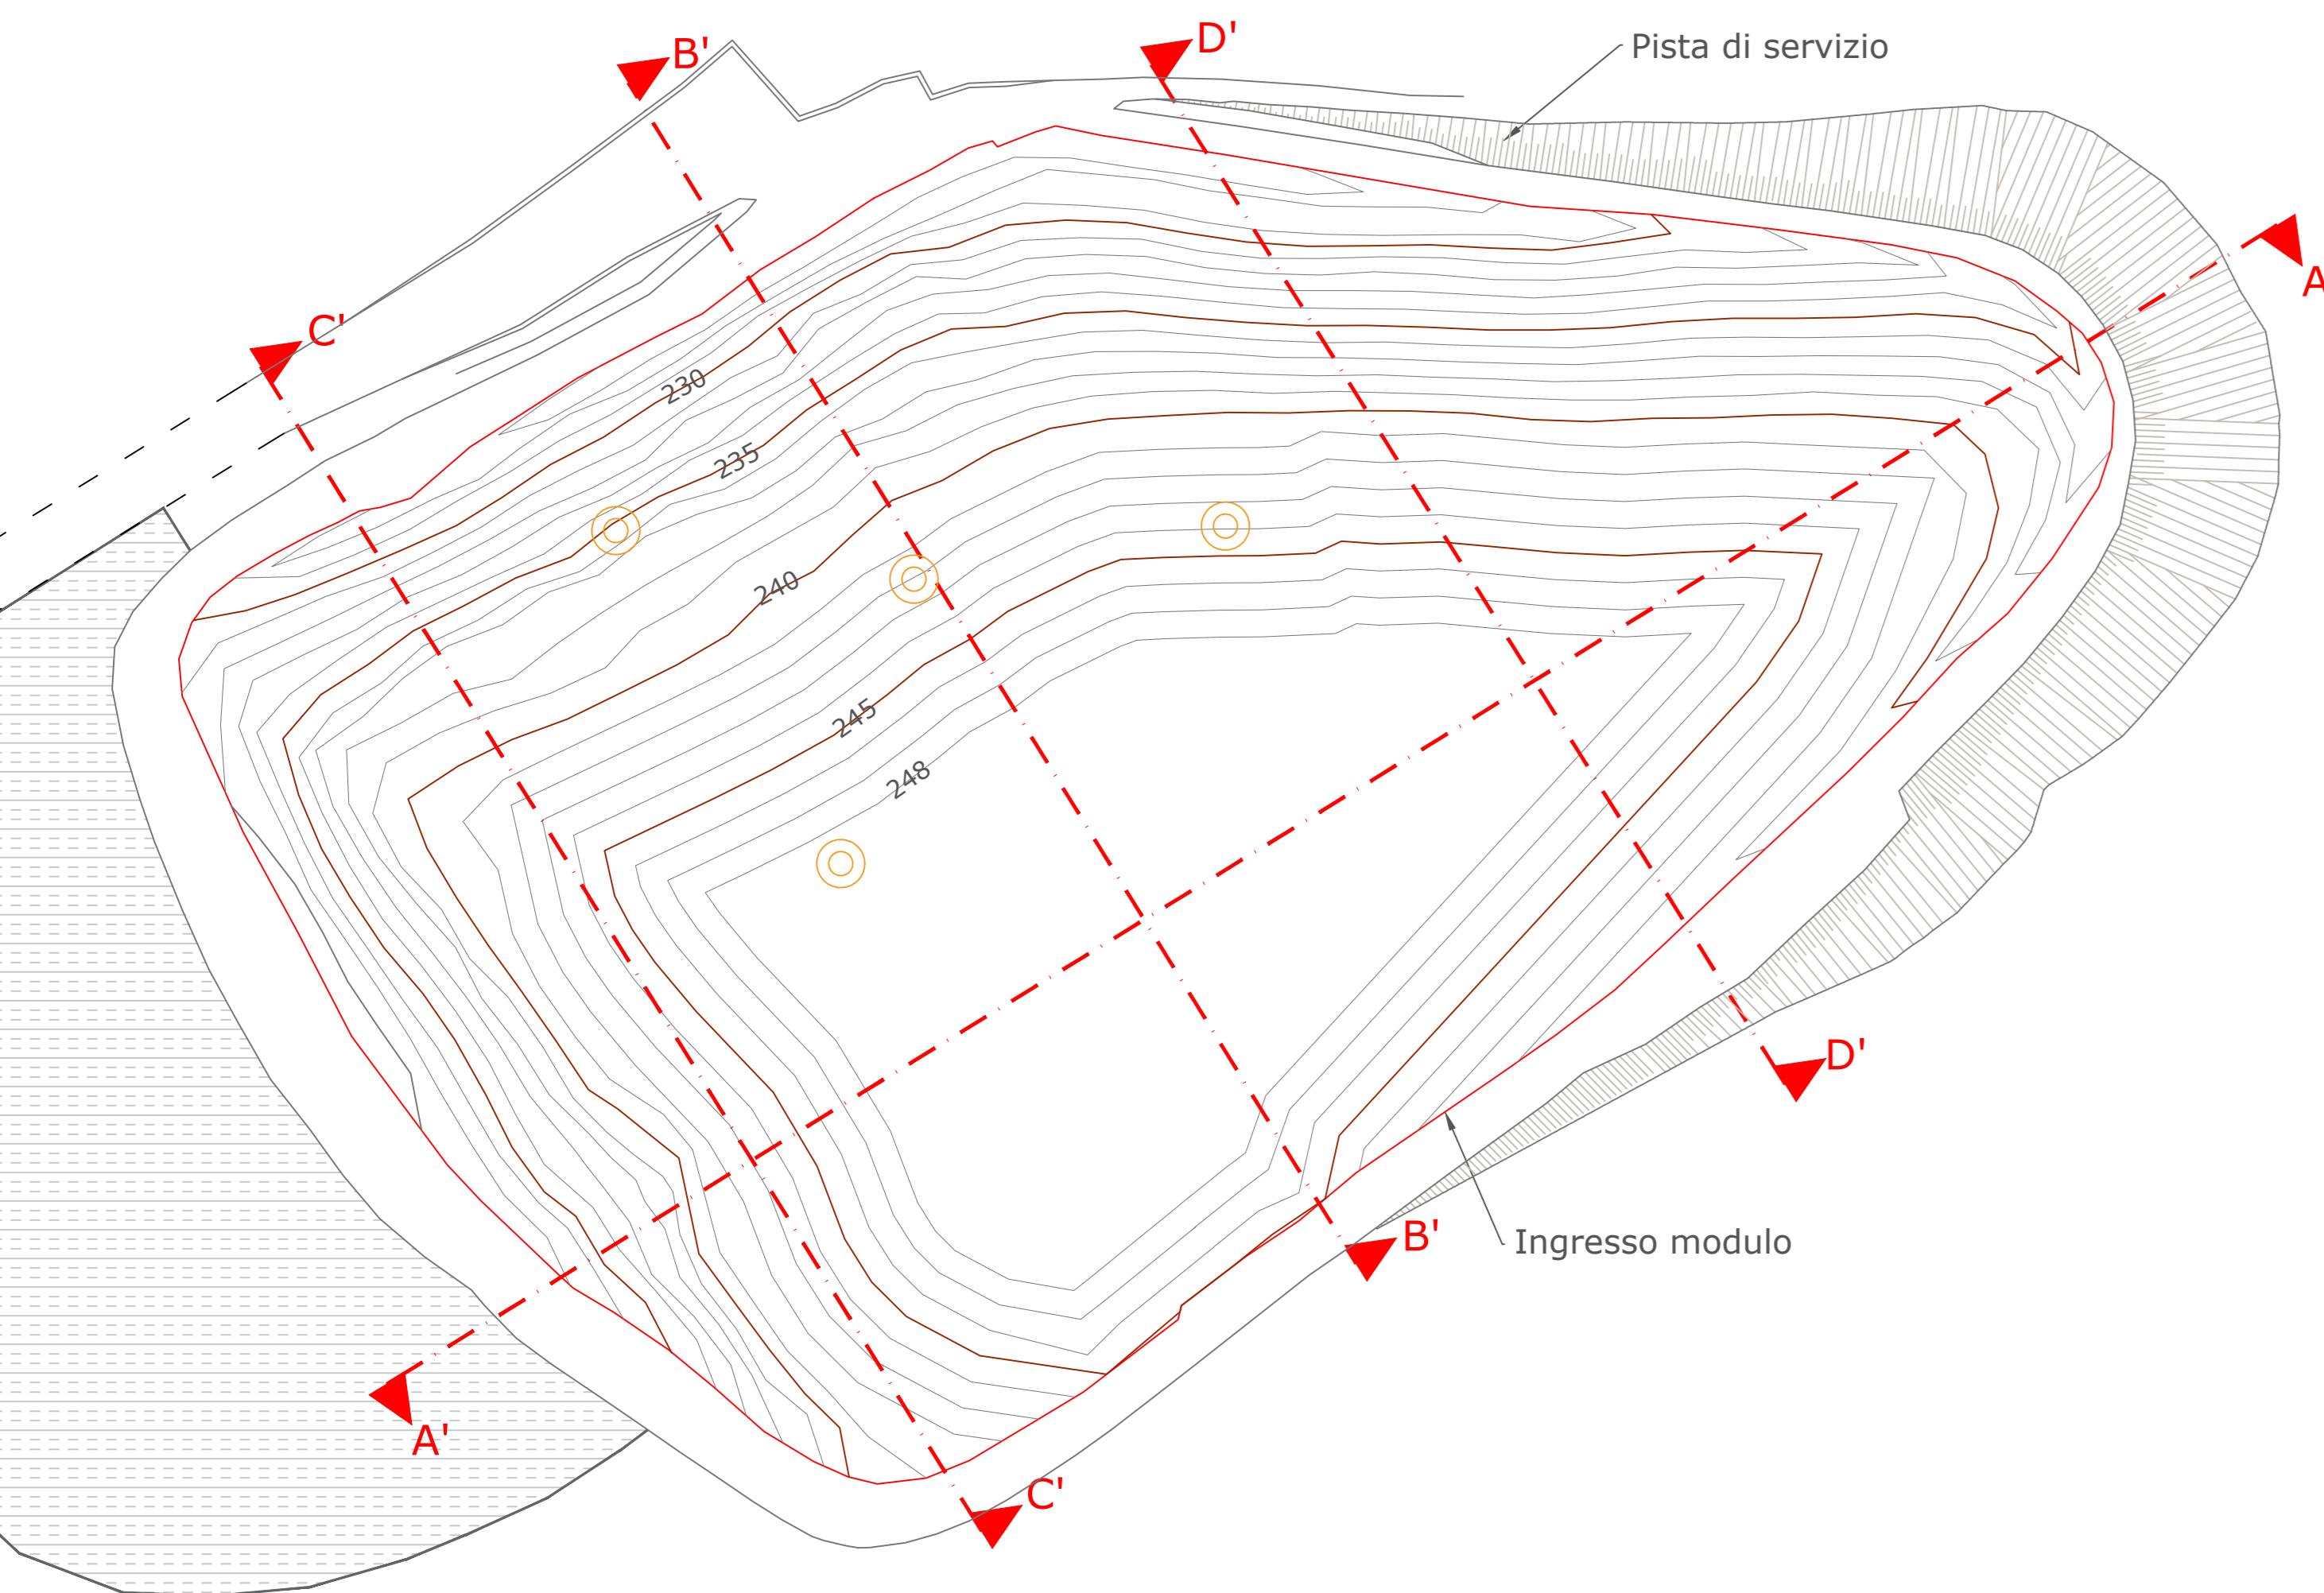 D'
B'
Pista di servizio
A
C'
230
235
240
245
248
D'
B'
Ingresso modulo
A'
C'